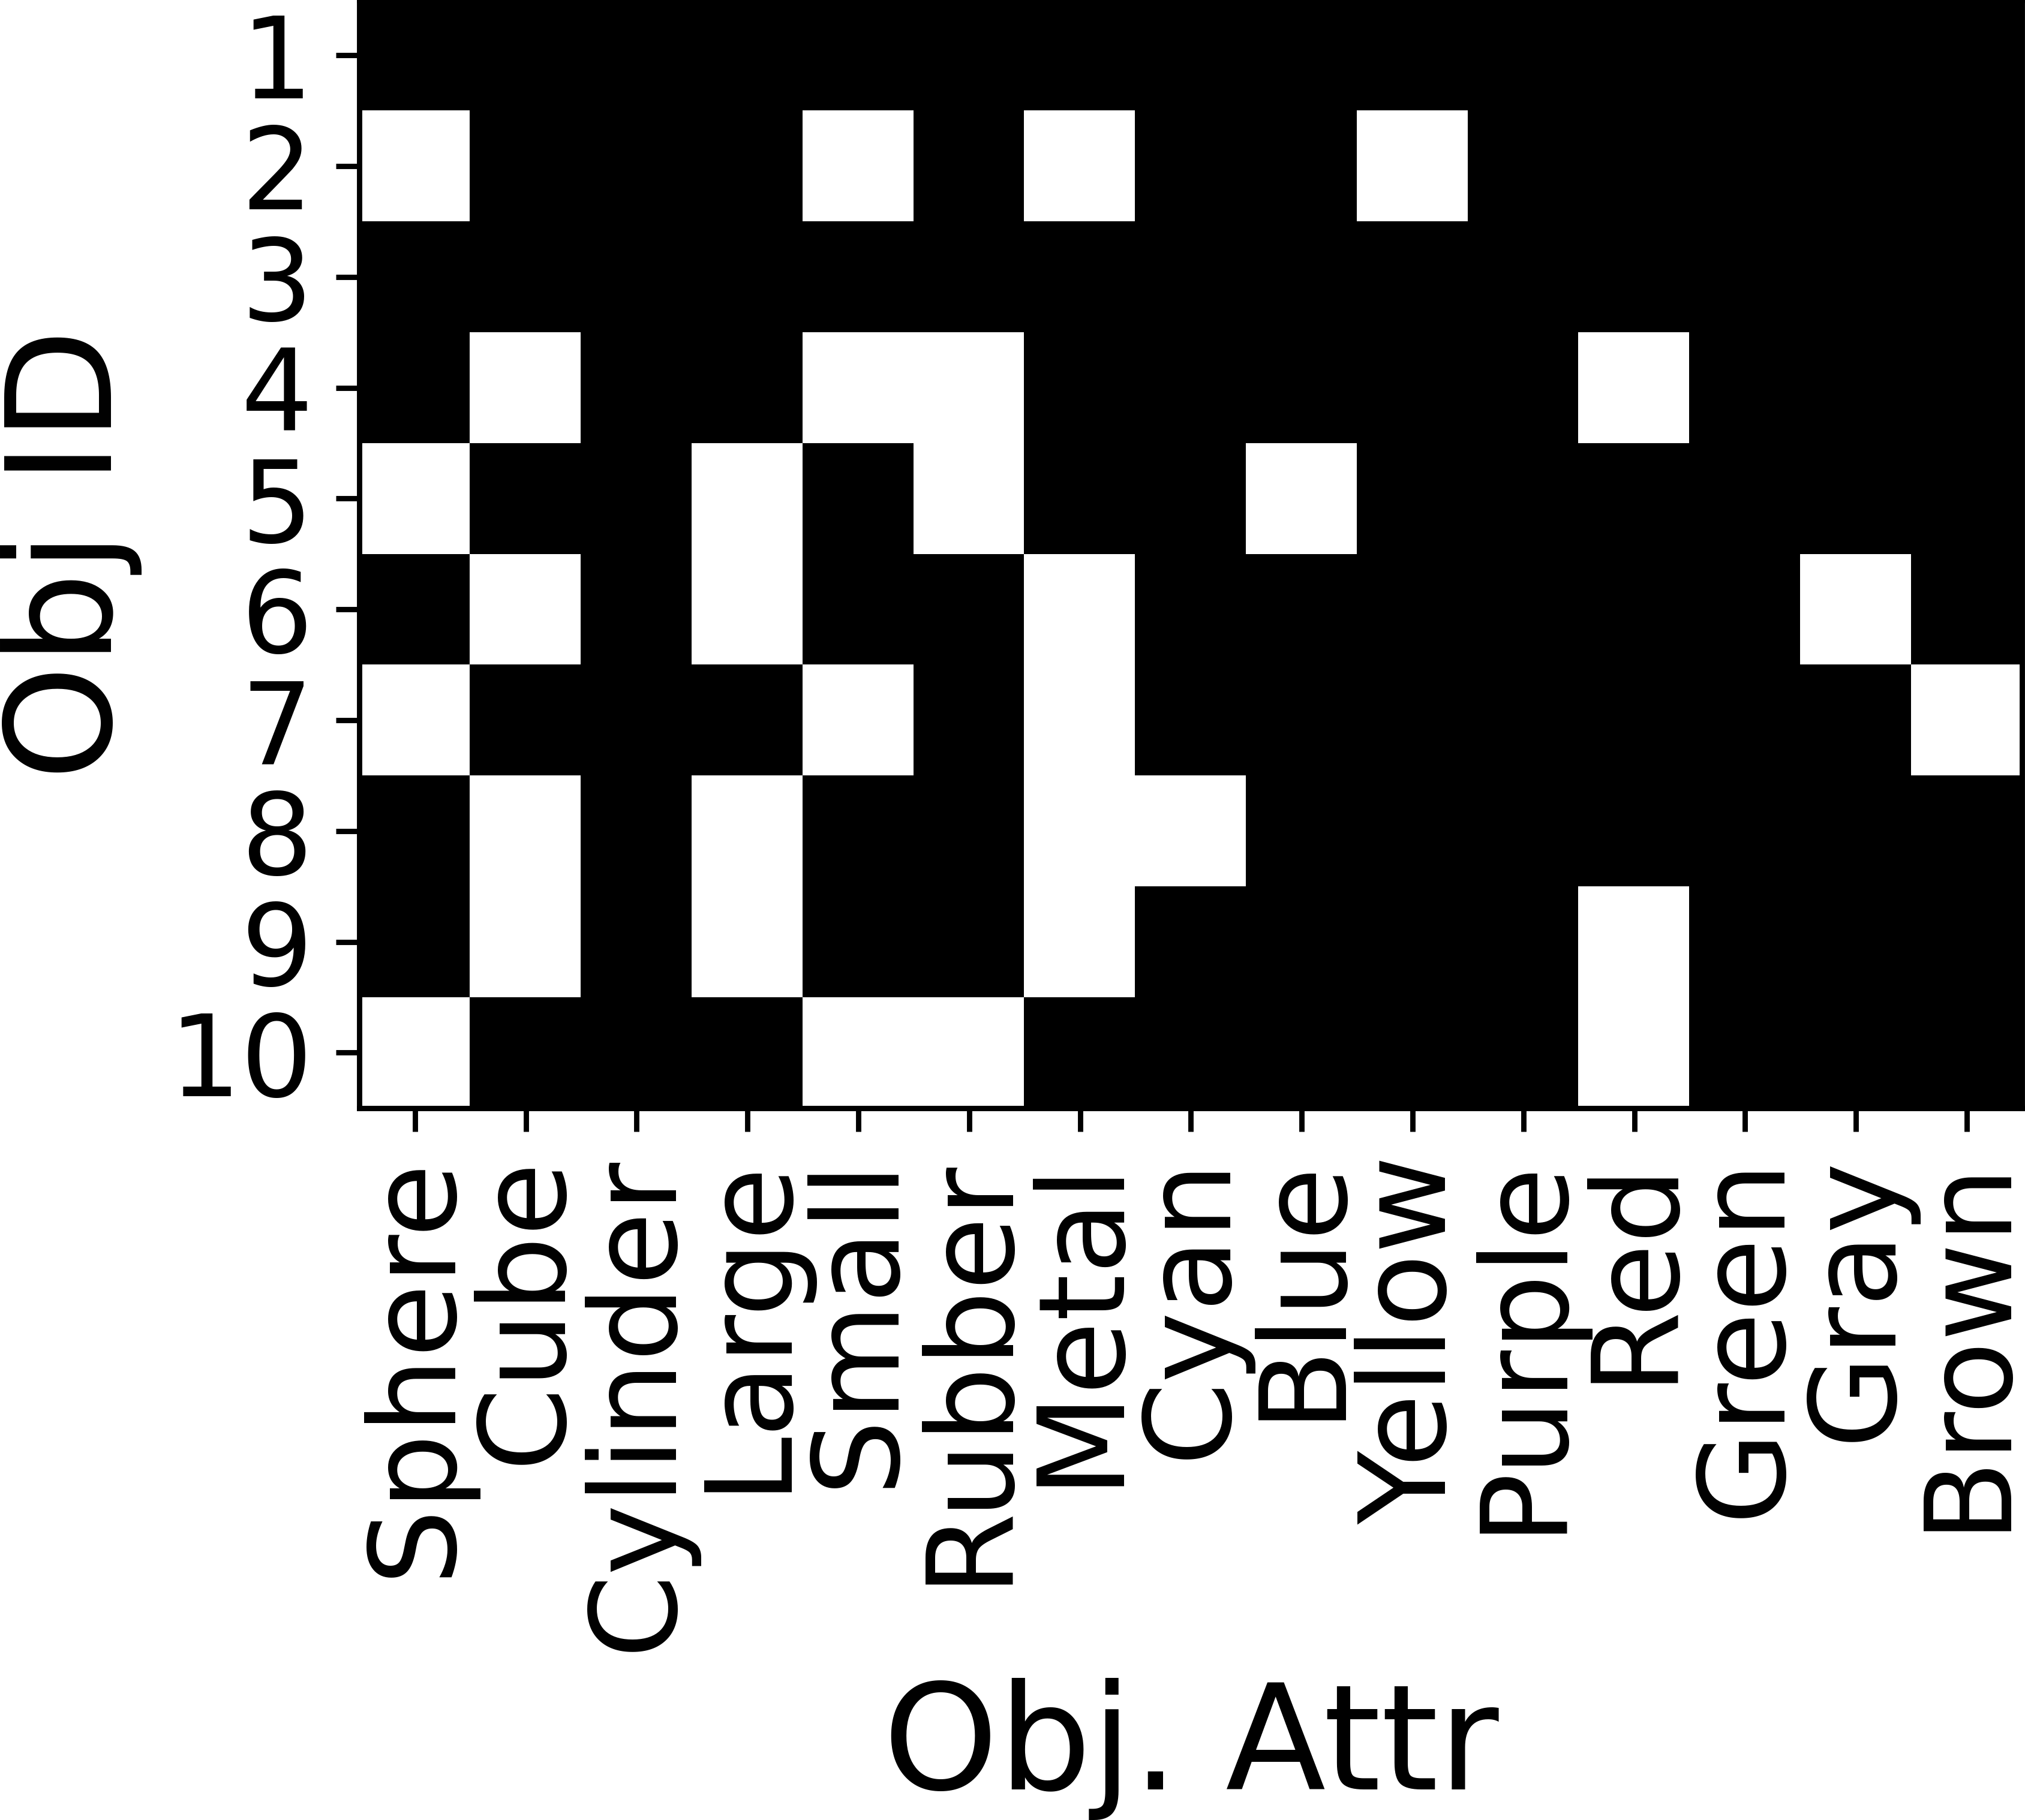 Obj ID
1
2
3
4
5
6
7
8
9
10
Sphere
Cube
Cylinder
Large
Small
Rubber
Metal
Cyan
Blue
Yellow
Purple
Red
Green
Gray
Brown
Obj. Attr